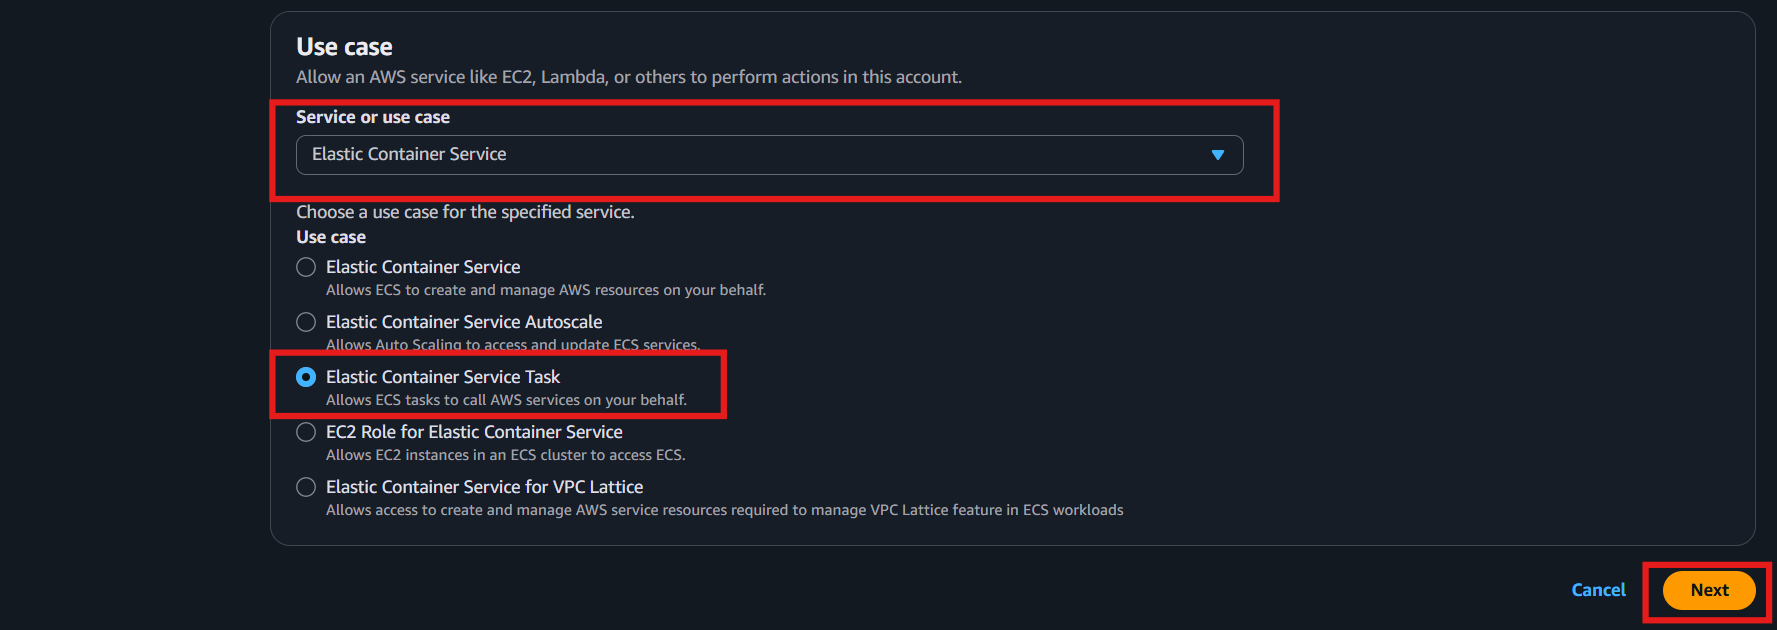 Use case
Allow an AWS service like EC2, Lambda, or others to perform actions in this account.
Service or use case
Elastic Container Service
Choose a use case for the specified service.
Use case
Elastic Container Service
Allows ECS to create and manage AWS resources on your behalf.
Elastic Container Service Autoscale
Allows Auto Scaling to access and update ECS services.
Elastic Container Service Task
Allows ECS tasks to call AWS services on your behalf.
EC2 Role for Elastic Container Service
Allows EC2 instances in an ECS cluster to access ECS.
Elastic Container Service for VPC Lattice
Allows access to create and manage AWS service resources required to manage VPC Lattice feature in ECS workloads
Cancel Next